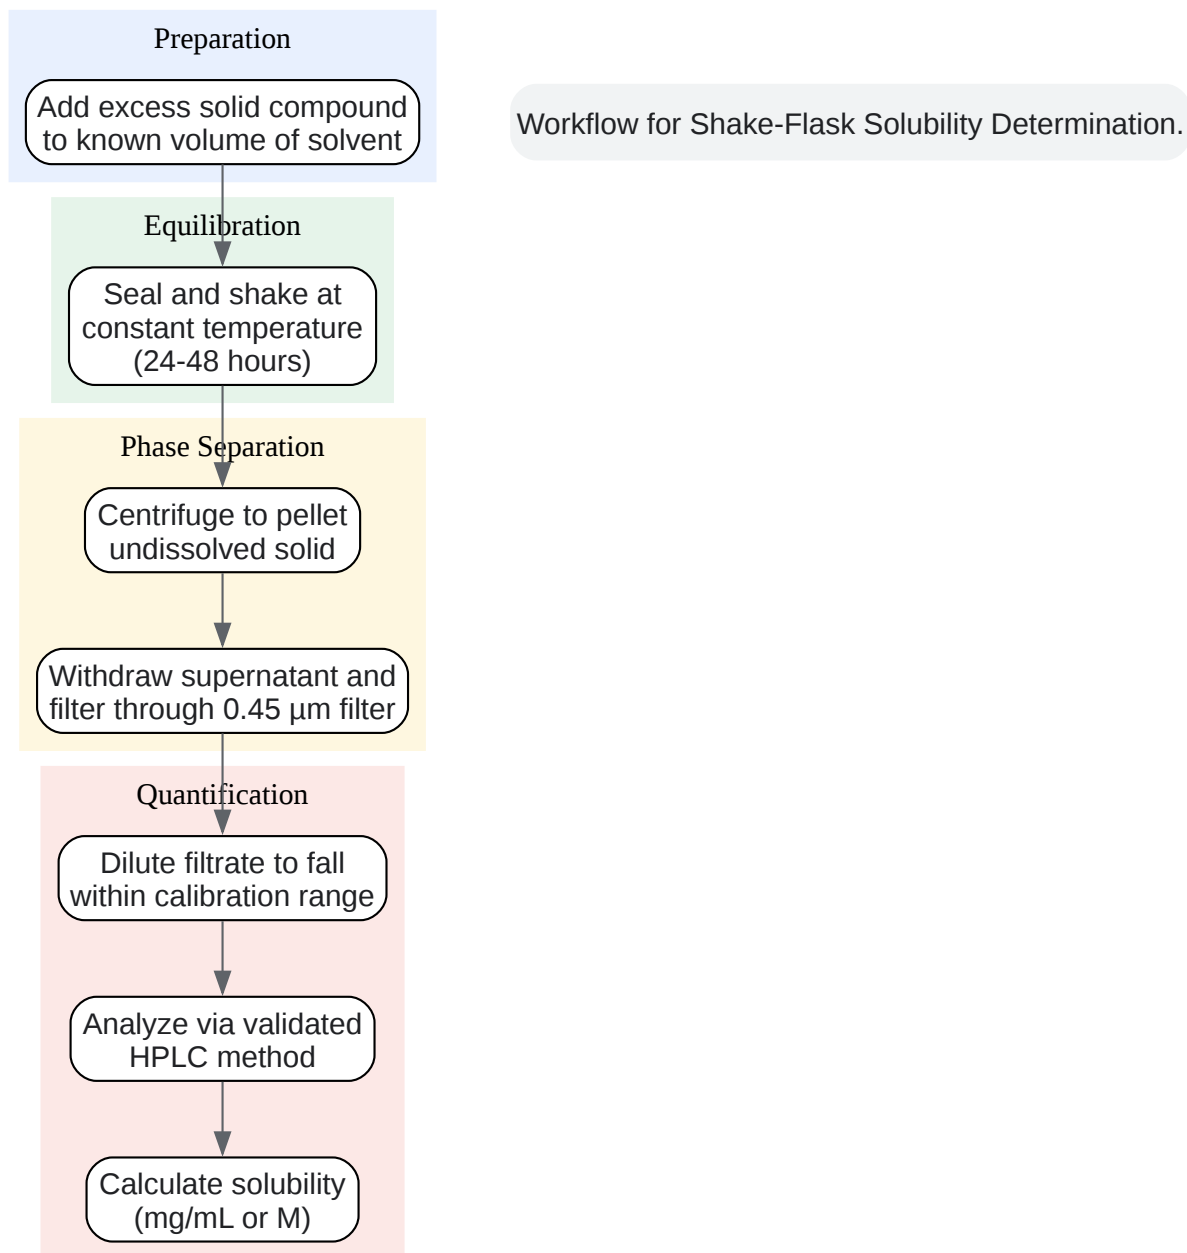 Preparation
Add excess solid compound
to known volume of solvent
Workflow for Shake-Flask Solubility Determination.
Equilibration
Seal and shake at
constant temperature
(24-48 hours)
Phase Separation
Centrifuge to pellet
undissolved solid
Withdraw supernatant and
filter through 0.45 µm filter
Quantification
Dilute filtrate to fall
within calibration range
Analyze via validated
HPLC method
Calculate solubility
(mg/mL or M)